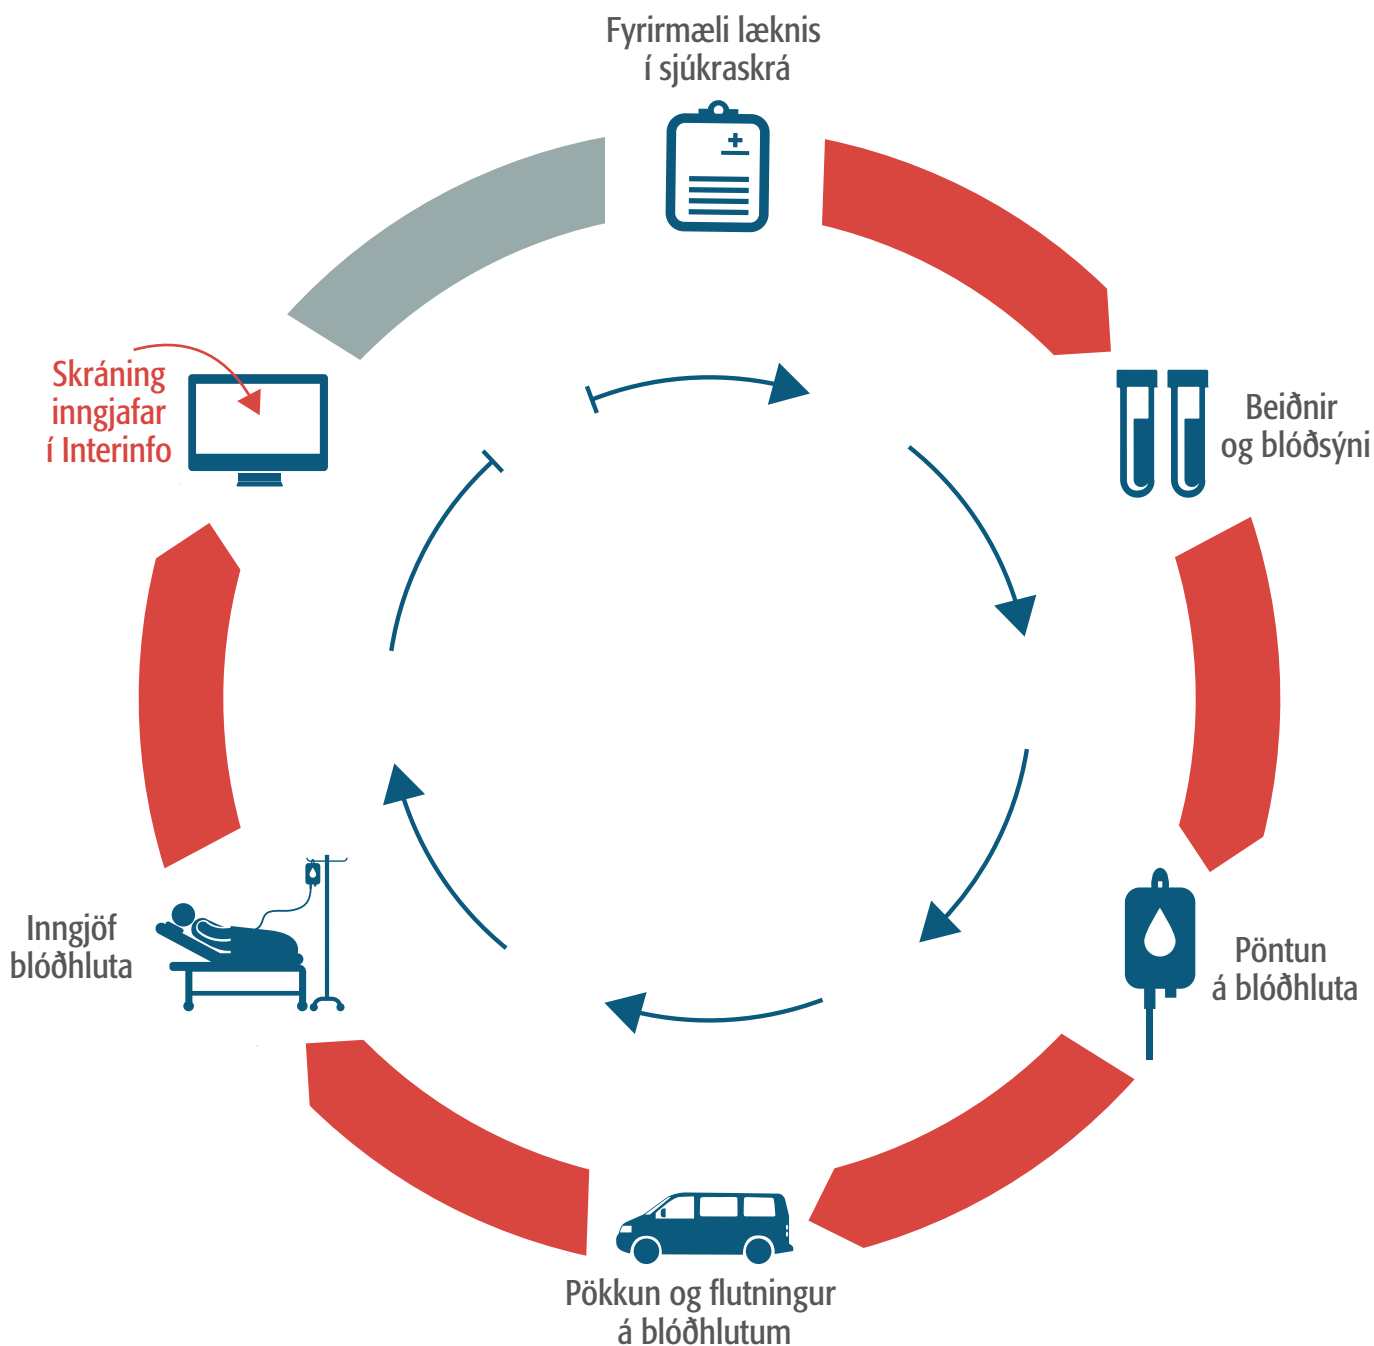 Fyrirmæli læknis
í sjúkraskrá
Beiðnir
og blóðsýni
Pöntun
á blóðhluta
Pökkun og flutningur
á blóðhlutum
Inngjöf
blóðhluta
Skráning
inngjafar
í Interinfo